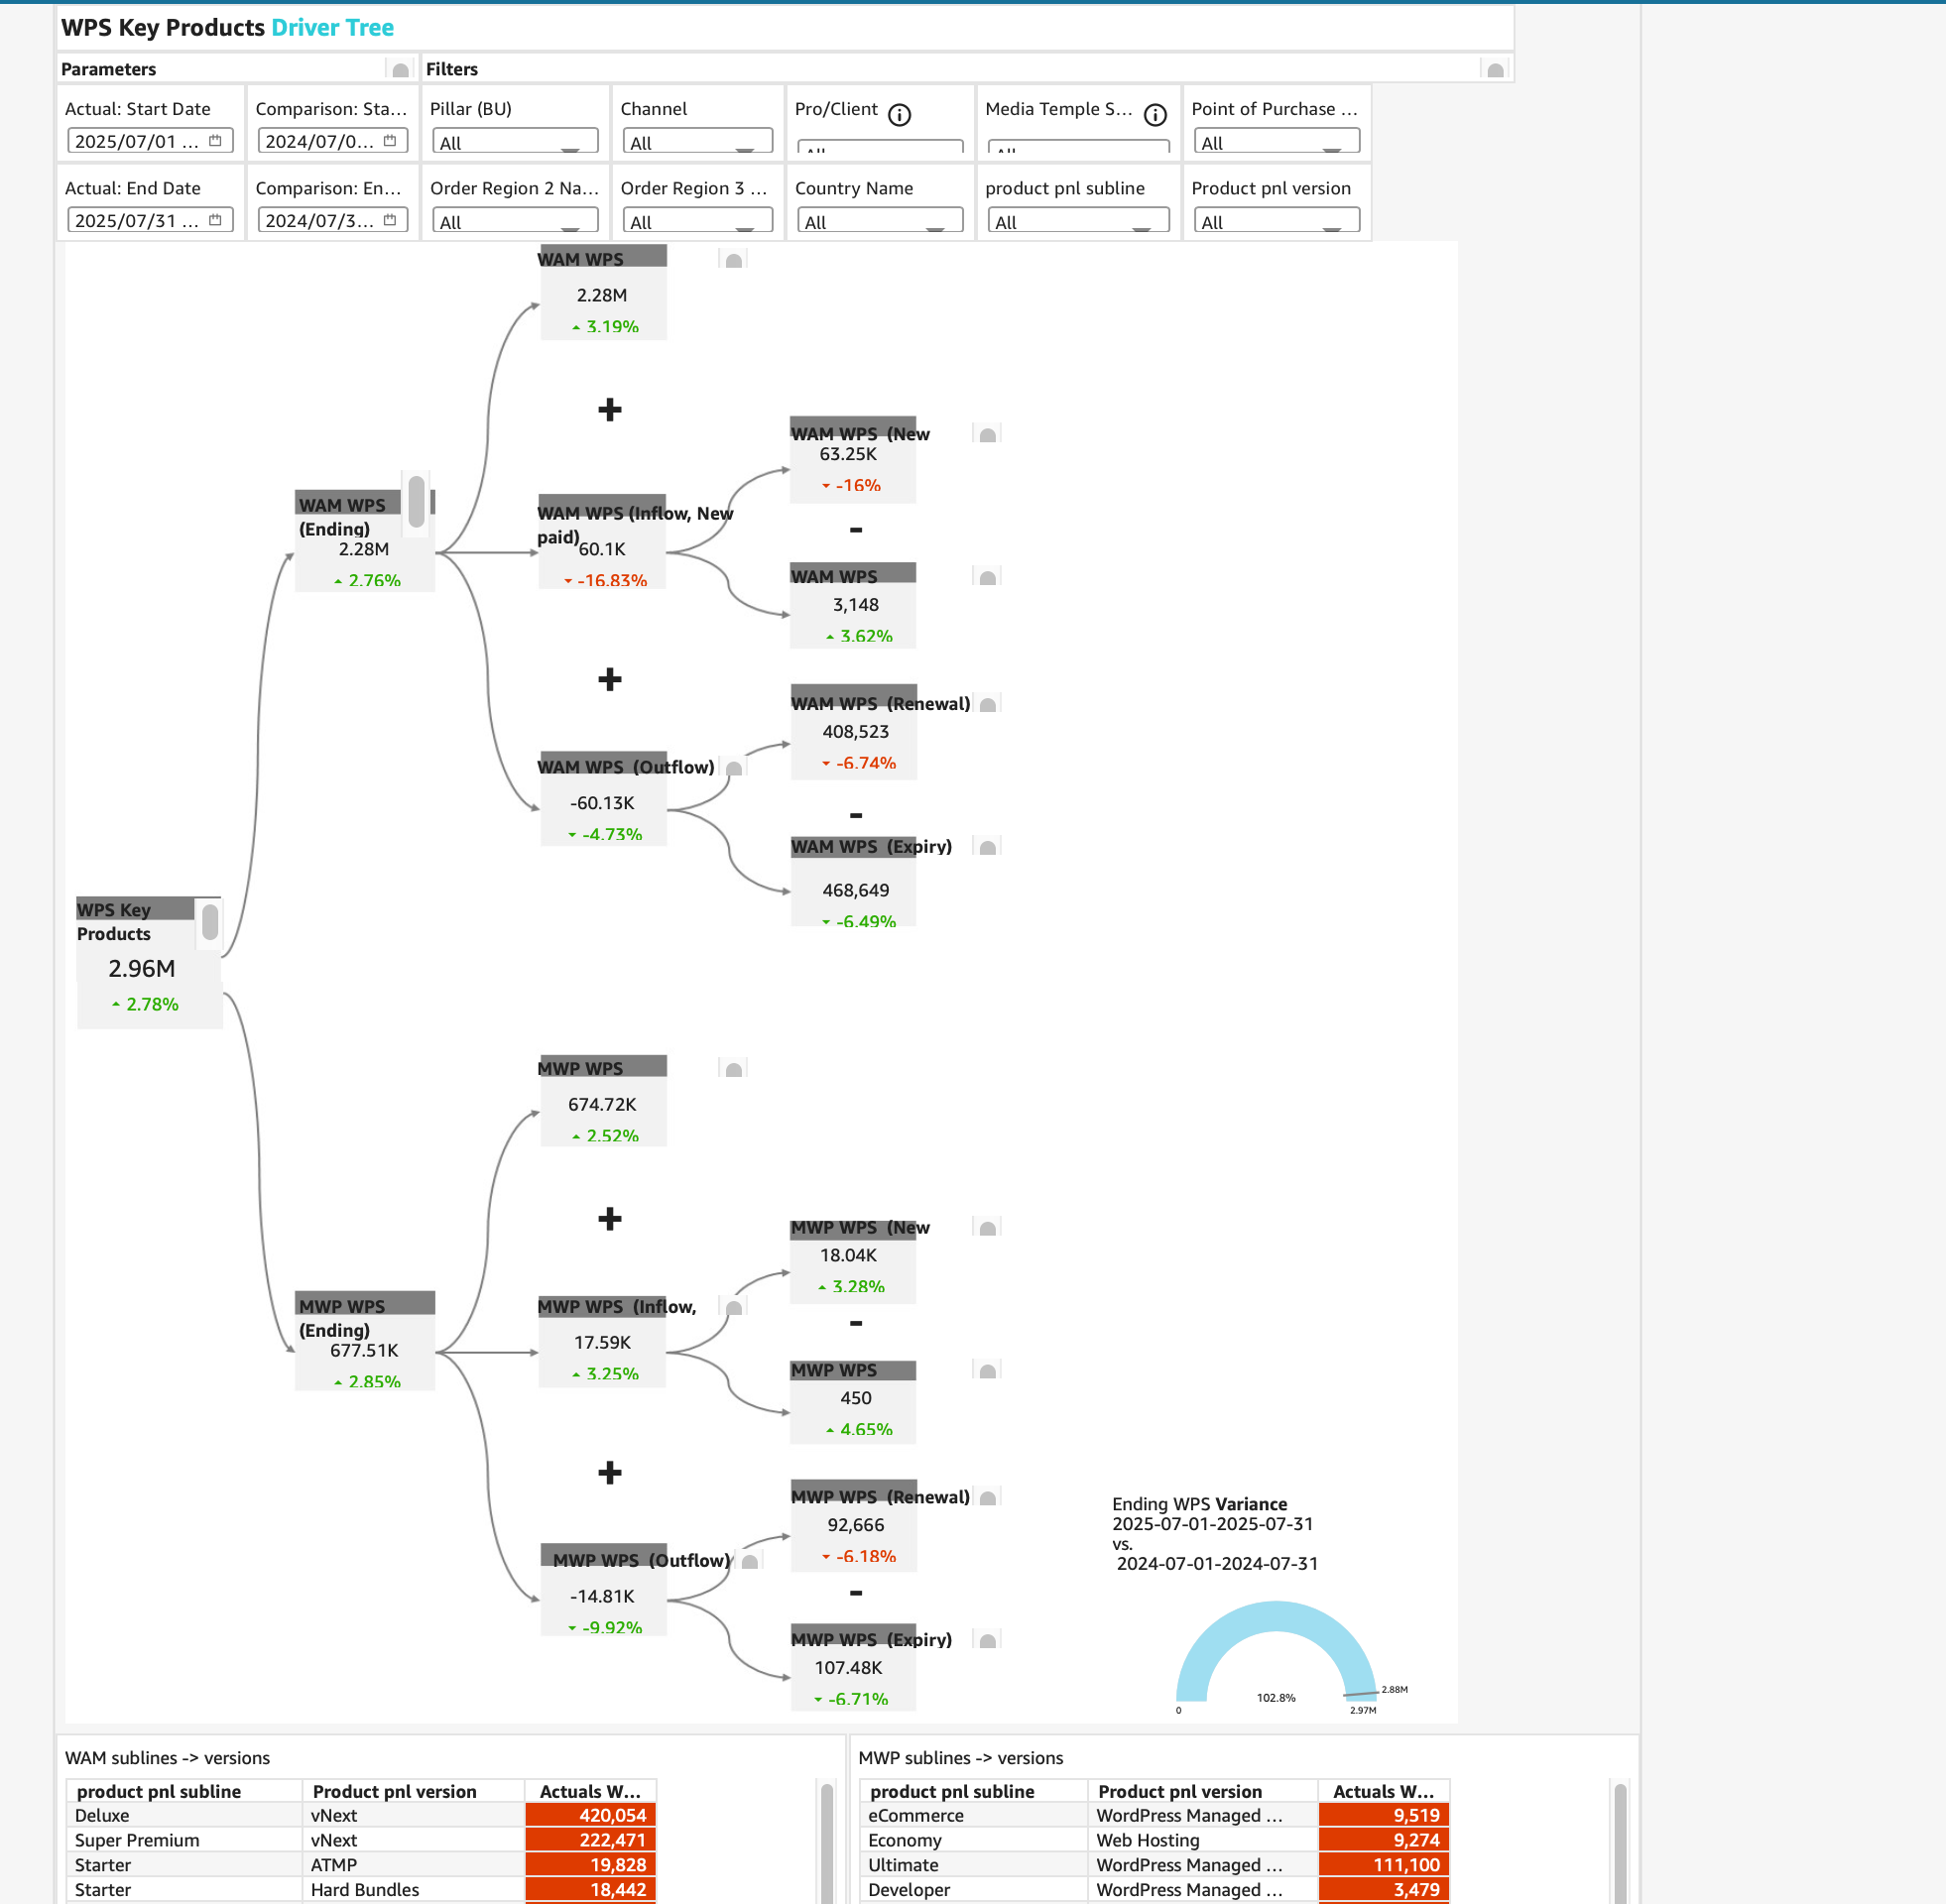 WPS Key Products Driver Tree
Parameters
Filters
Actual: Start Date
Comparison: Sta...
Pillar (BU)
Channel
Pro/Client
Media Temple S...
Point of Purchase ...
2025/07/01 ...
2024/07/0...
All
All
All
All
All
Actual: End Date
Comparison: En...
Order Region 2 Na...
Order Region 3 ...
Country Name
product pnl subline
Product pnl version
2025/07/31 ...
2024/07/3...
All
All
All
All
All
WAM WPS
2.28M
3.19%
+
WAM WPS (New
63.25K
-16%
-
WAM WPS
(Ending)
2.28M
2.76%
WAM WPS (Inflow, New
paid)
60.1K
-16.83%
WAM WPS
3,148
3.62%
+
WAM WPS (Renewal)
408,523
-6.74%
-
WAM WPS (Outflow)
-60.13K
-4.73%
WAM WPS (Expiry)
468,649
-6.49%
WPS Key
Products
2.96M
2.78%
MWP WPS
674.72K
2.52%
+
MWP WPS (New
18.04K
3.28%
-
MWP WPS
(Ending)
677.51K
2.85%
MWP WPS (Inflow,
17.59K
3.25%
MWP WPS
450
4.65%
+
MWP WPS (Renewal)
92,666
-6.18%
-
MWP WPS (Outflow)
-14.81K
-9.92%
MWP WPS (Expiry)
107.48K
-6.71%
Ending WPS Variance
2025-07-01-2025-07-31
vs.
2024-07-01-2024-07-31
2.88M
102.8%
0
2.97M
WAM sublines -> versions
product pnl subline Product pnl version Actuals W...
Deluxe vNext 420,054
Super Premium vNext 222,471
Starter ATMP 19,828
Starter Hard Bundles 18,442
MWP sublines -> versions
product pnl subline Product pnl version Actuals W...
eCommerce WordPress Managed ... 9,519
Economy Web Hosting 9,274
Ultimate WordPress Managed ... 111,100
Developer WordPress Managed ... 3,479